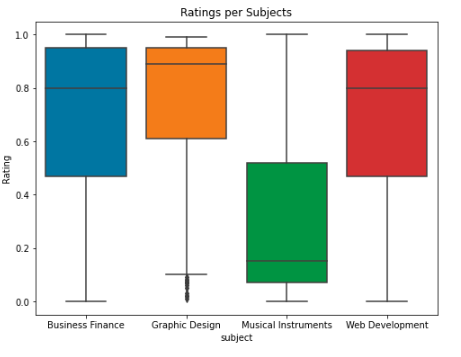 Ratings per Subjects
1.0
0.8
0.6
0.4
0.2
0.0
Rating
Business Finance
Graphic Design
Musical Instruments
Web Development
subject